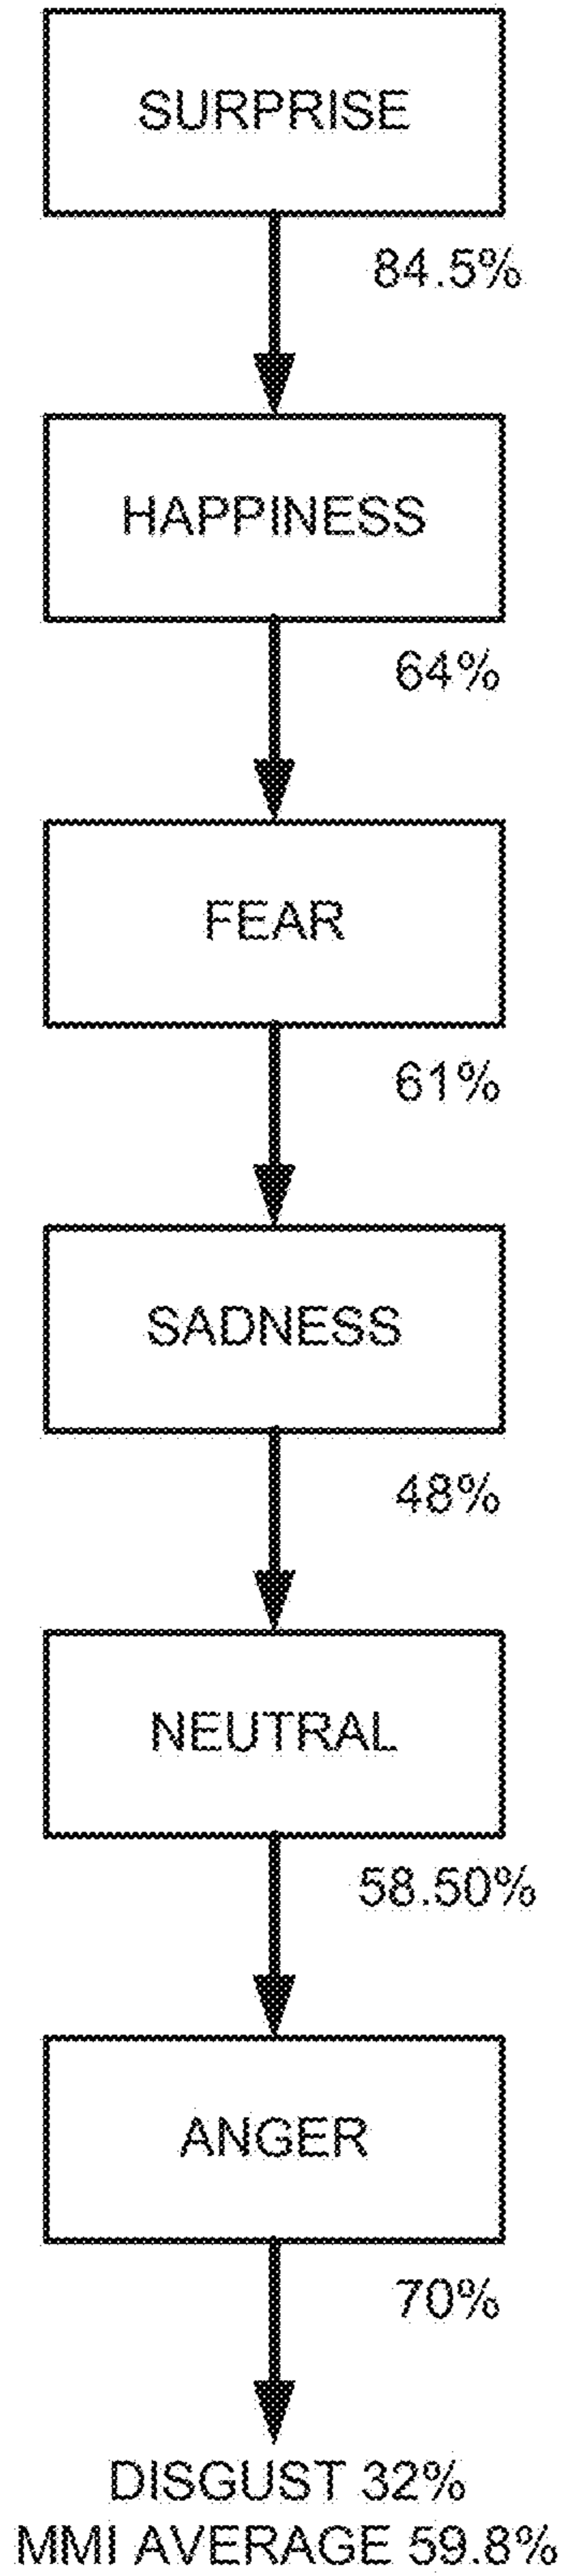 SURPRISE
84.5%
HAPPINESS
64%
FEAR
61%
SADNESS
48%
NEUTRAL
58.50%
ANGER
70%
DISGUST 32%
MMI AVERAGE 59.8%